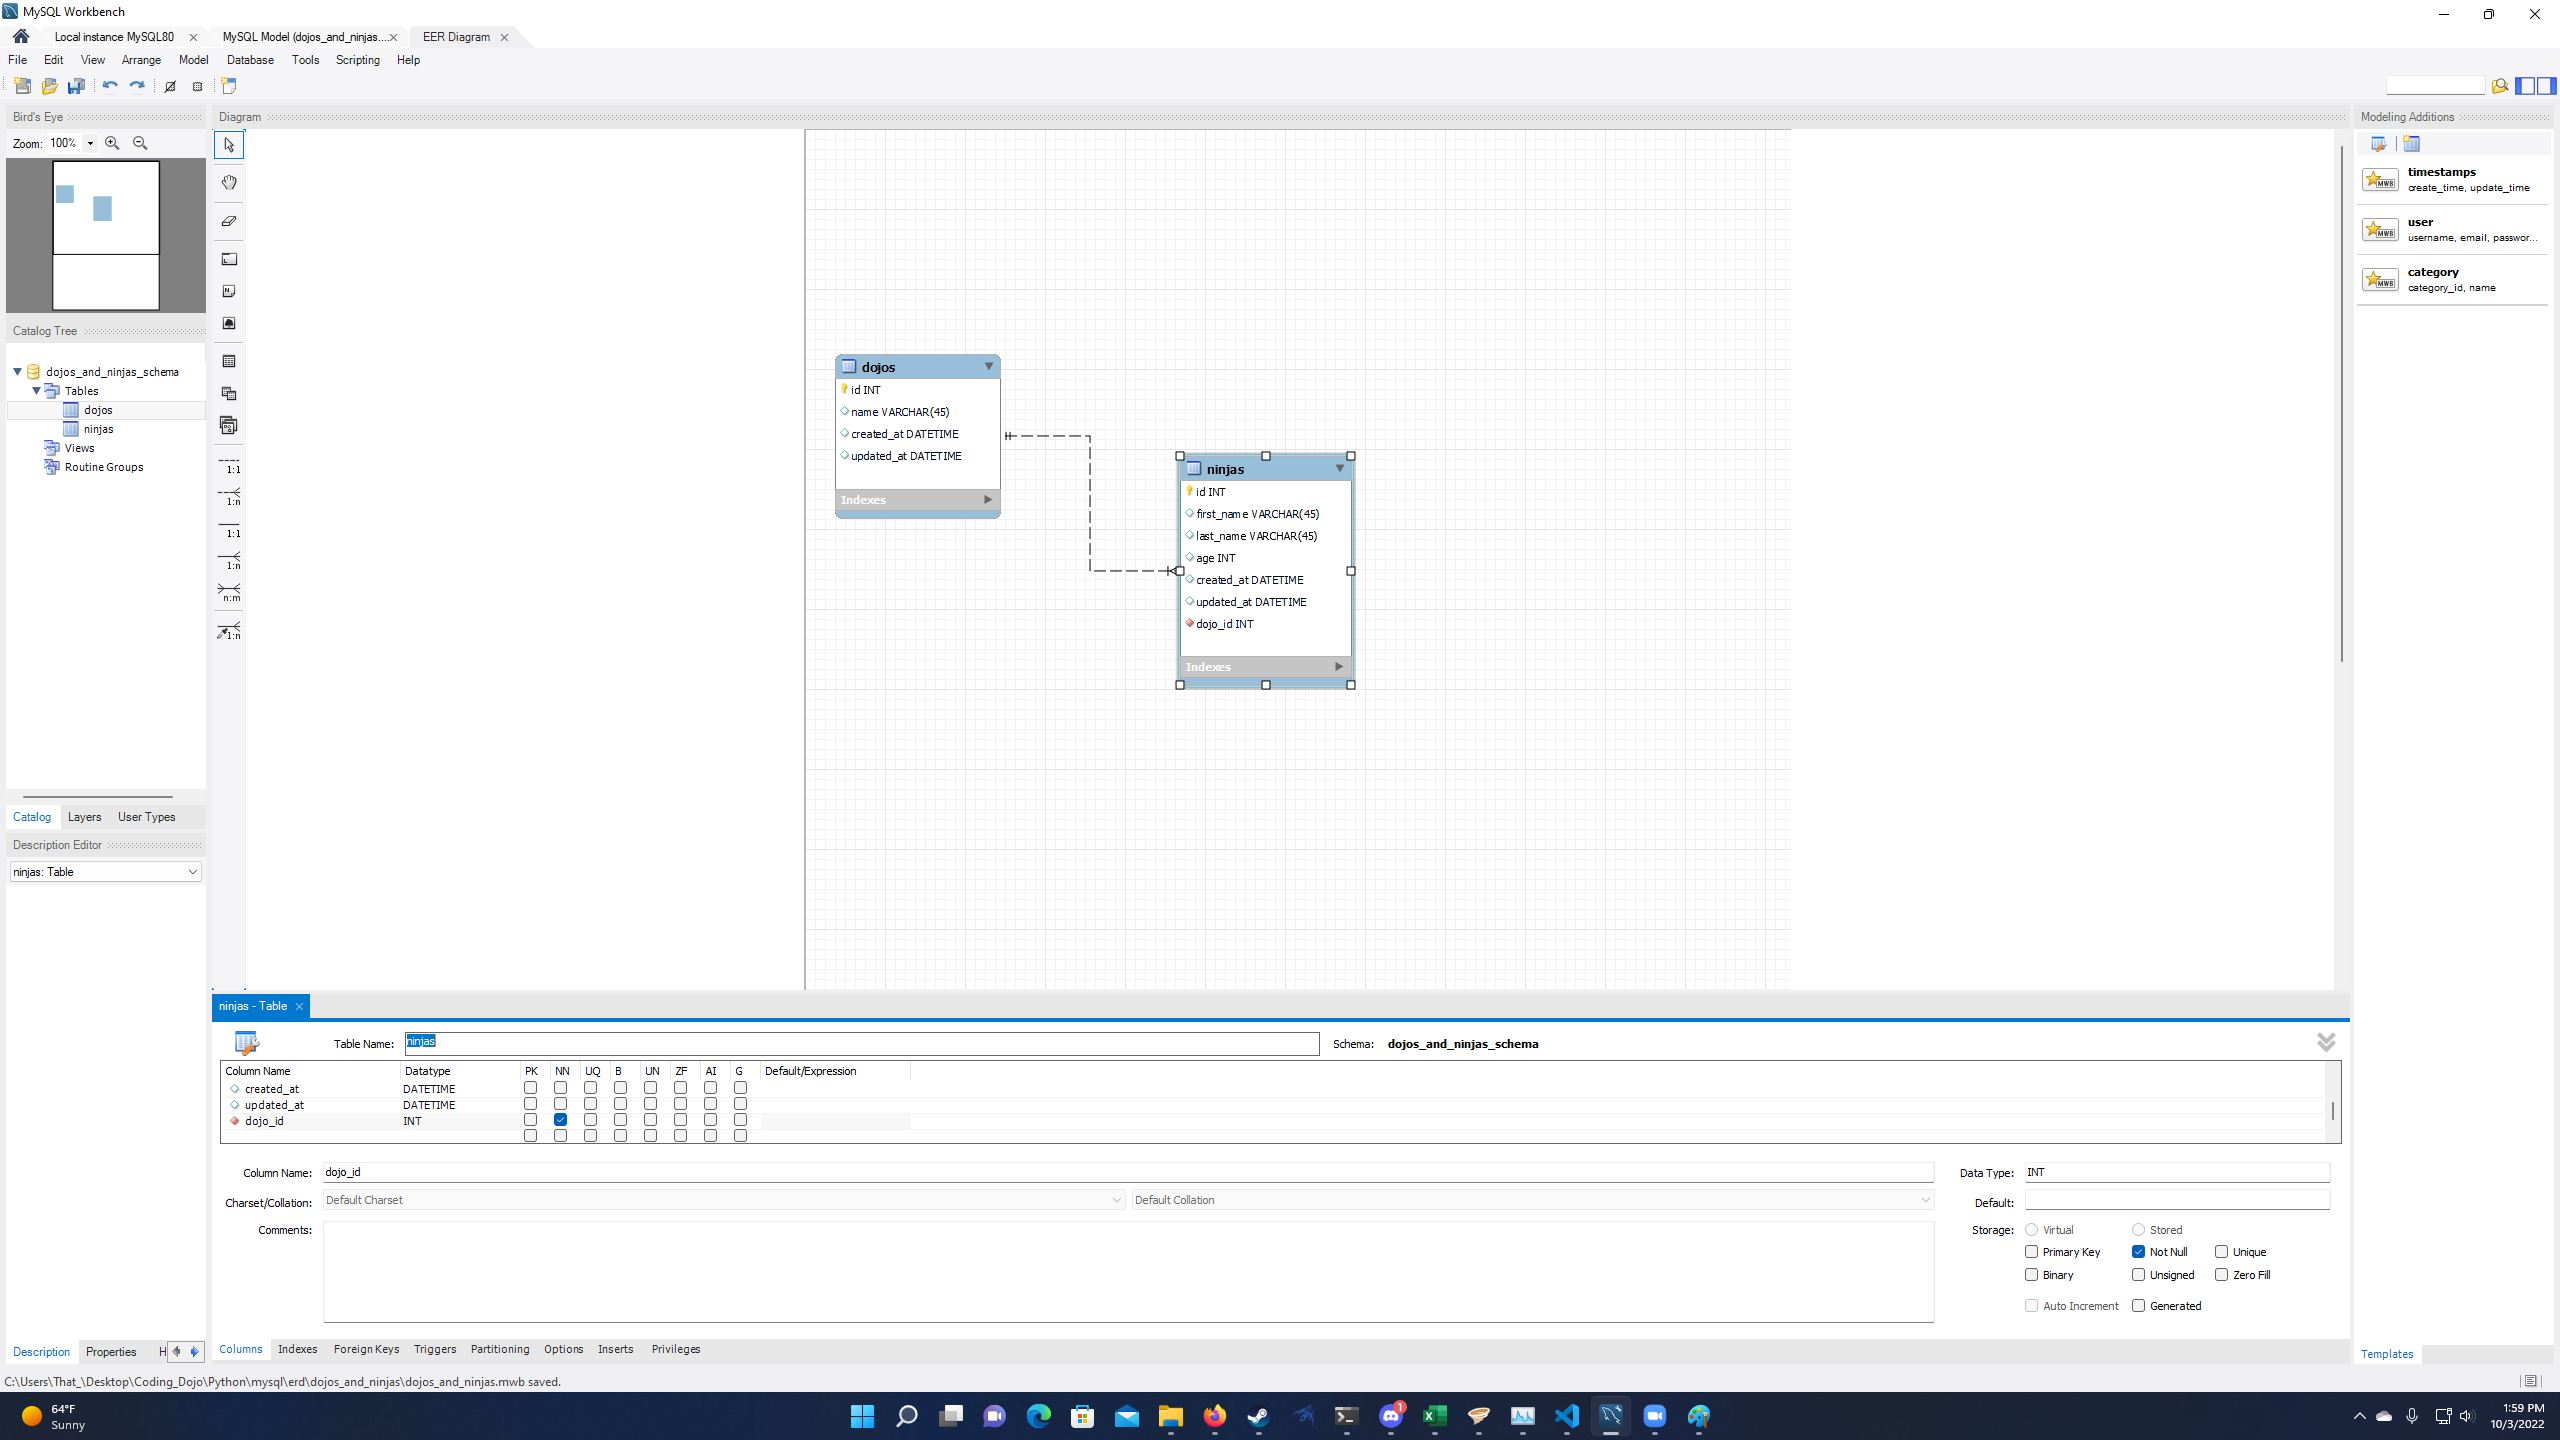 MySQL Workbench
Local instance MySQL80
MySQL Model (dojos_and_ninjas....
EER Diagram
File Edit View Arrange Model Database Tools Scripting Help
Bird's Eye
Zoom: 100%
Catalog Tree
dojos_and_ninjas_schema
Tables
dojos
ninjas
Views
Routine Groups
Catalog Layers User Types
Description Editor
ninjas: Table
Description Properties H
Diagram
1:1
1:n
1:1
1:n
n:m
1:n
dojos
id INT
name VARCHAR(45)
created_at DATETIME
updated_at DATETIME
Indexes
ninjas
id INT
first_name VARCHAR(45)
last_name VARCHAR(45)
age INT
created_at DATETIME
updated_at DATETIME
dojo_id INT
Indexes
Modeling Additions
MWB
timestamps
create_time, update_time
MWB
user
username, email, passwor...
MWB
category
category_id, name
Templates
ninjas - Table
Table Name: ninjas
Schema: dojos_and_ninjas_schema
Column Name Datatype PK NN UQ B UN ZF AI G Default/Expression
created_at DATETIME
updated_at DATETIME
dojo_id INT
Column Name: dojo_id
Data Type: INT
Charset/Collation: Default Charset Default Collation
Default:
Comments:
Storage: Virtual Stored
Primary Key Not Null Unique
Binary Unsigned Zero Fill
Auto Increment Generated
Columns Indexes Foreign Keys Triggers Partitioning Options Inserts Privileges
C:\Users\That_\Desktop\Coding_Dojo\Python\mysql\erd\dojos_and_ninjas\dojos_and_ninjas.mwb saved.
64°F
Sunny
1
1:59 PM
10/3/2022